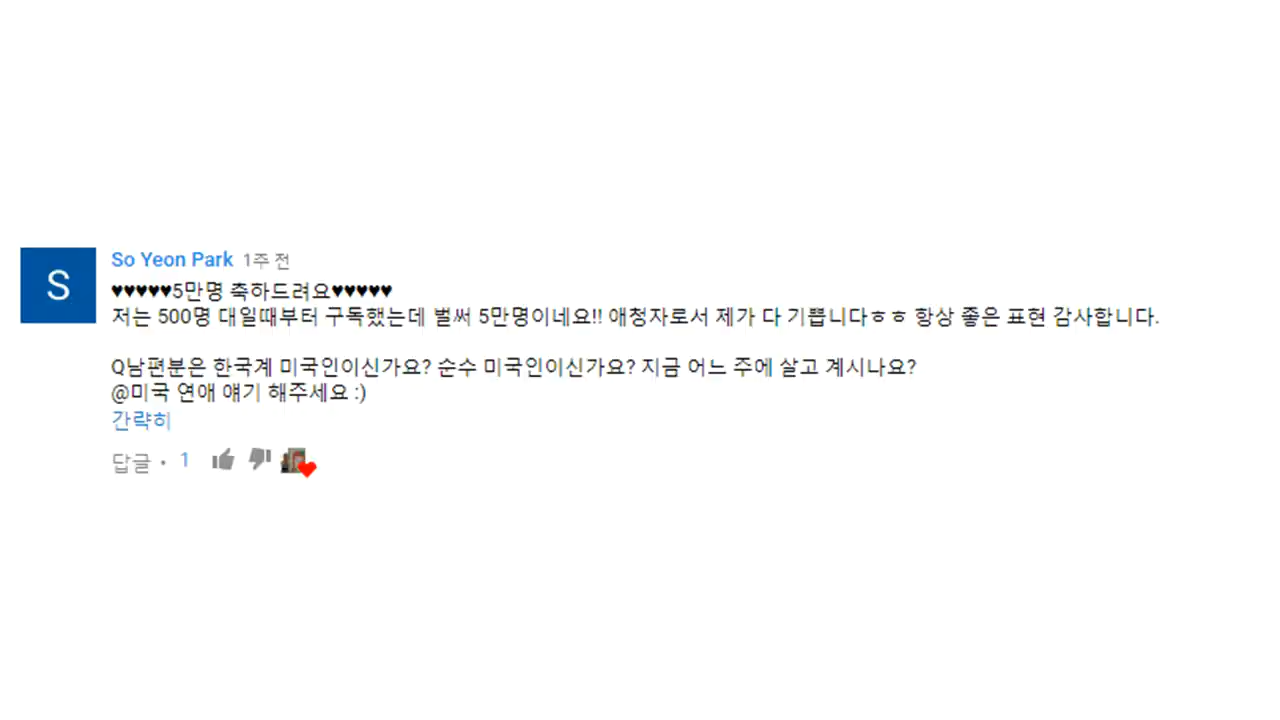 S
So Yeon Park 1주 전
♥♥♥♥♥5만명 축하드려요♥♥♥♥♥
저는 500명 대일때부터 구독했는데 벌써 5만명이네요!! 애청자로서 제가 다 기쁩니다ㅎㅎ 항상 좋은 표현 감사합니다.
Q남편분은 한국계 미국인이신가요? 순수 미국인이신가요? 지금 어느 주에 살고 계시나요?
@미국 연애 얘기 해주세요 :)
간략히
답글 • 1